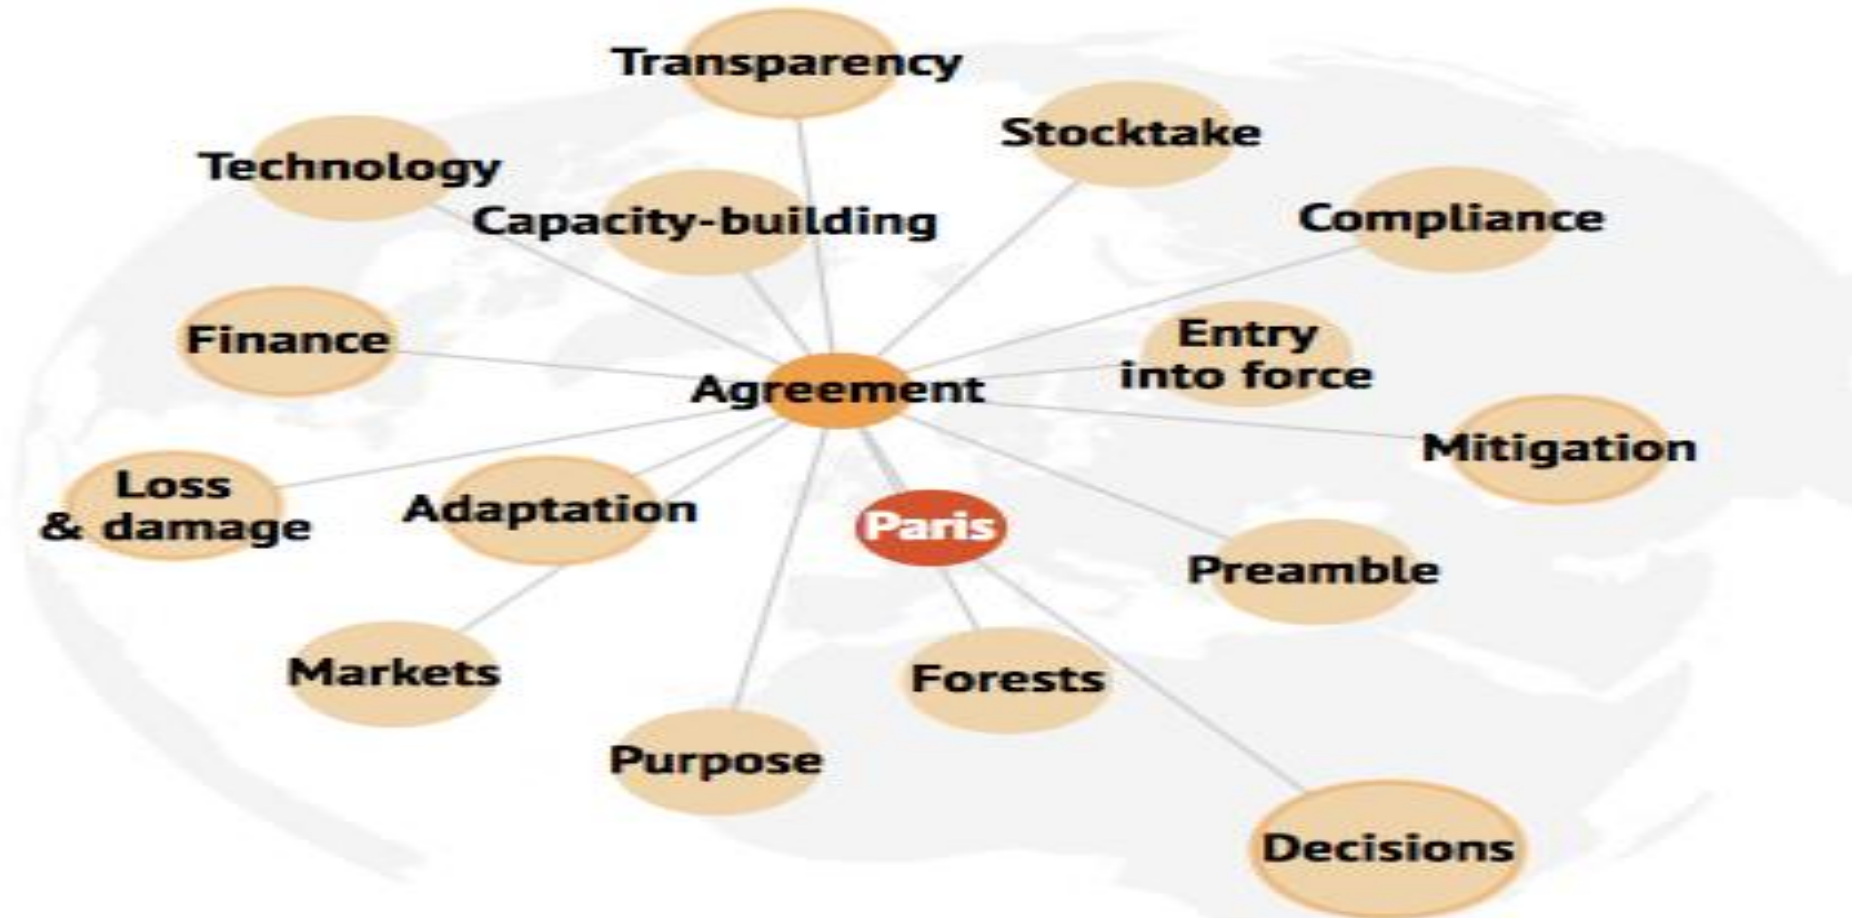 Transparency
Stocktake
Technology
Capacity-building
Compliance
Finance
Entry
into force
Agreement
Mitigation
Loss
& damage
Adaptation
Paris
Preamble
Markets
Forests
Purpose
Decisions